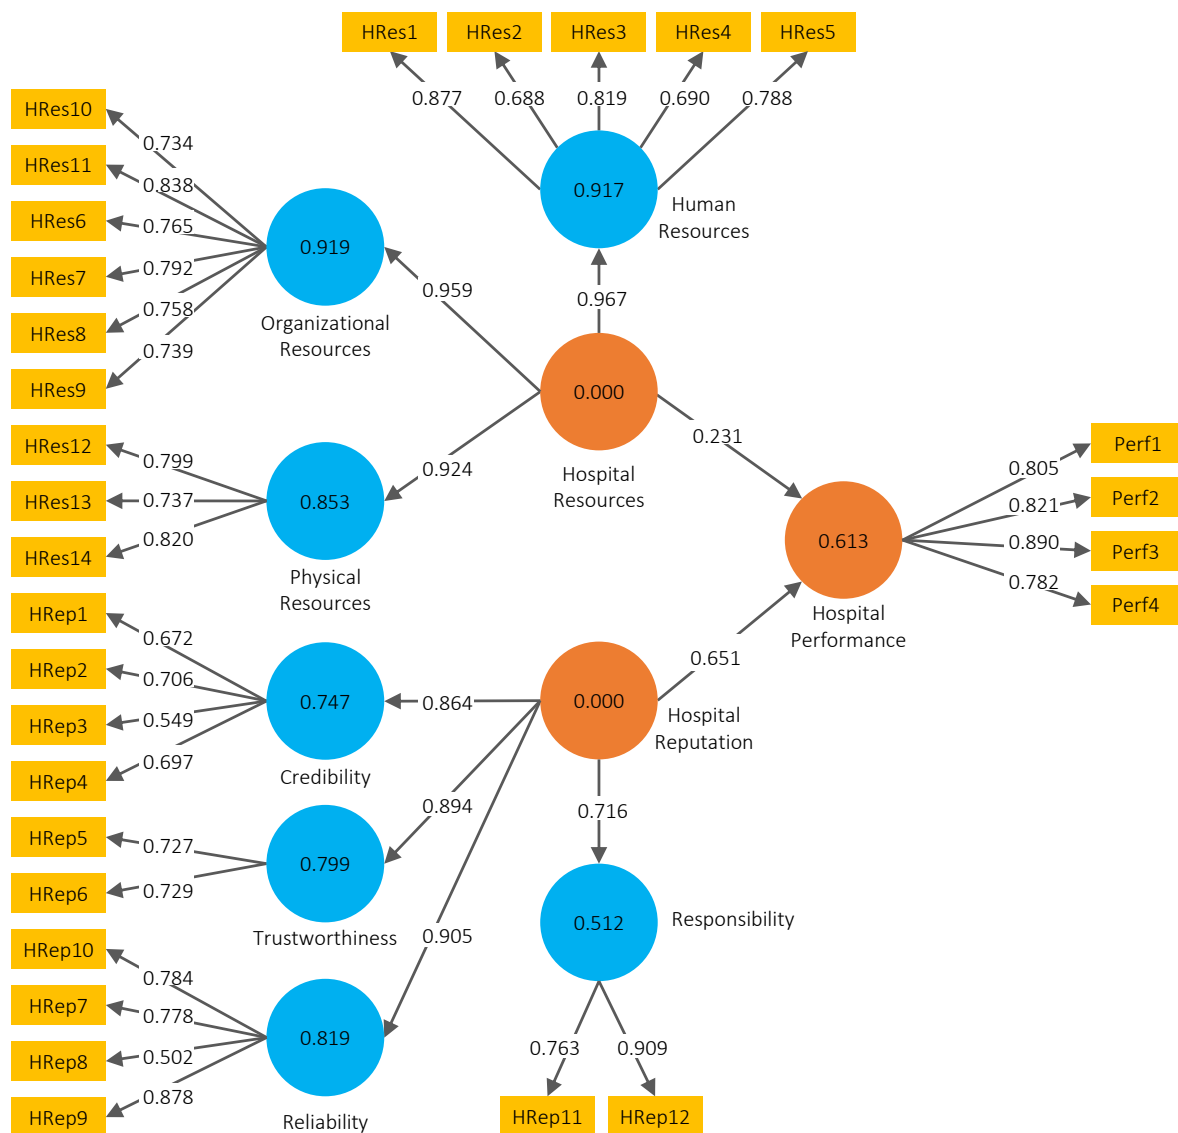 HRes1 HRes2 HRes3 HRes4 HRes5
0.877 0.688 0.819 0.690 0.788
0.917
Human
Resources
HRes10
HRes11
HRes6
HRes7
HRes8
HRes9
0.734
0.838
0.765
0.792
0.758
0.739
0.919
Organizational
Resources
0.959
0.967
0.000
Hospital
Resources
0.924
0.231
HRes12
HRes13
HRes14
0.799
0.737
0.820
0.853
Physical
Resources
0.613
Hospital
Performance
0.805
0.821
0.890
0.782
Perf1
Perf2
Perf3
Perf4
HRep1
HRep2
HRep3
HRep4
0.672
0.706
0.549
0.697
0.747
Credibility
0.864
0.000
Hospital
Reputation
0.651
HRep5
HRep6
0.727
0.729
0.799
Trustworthiness
0.894
0.716
0.905
0.512
Responsibility
HRep10
HRep7
HRep8
HRep9
0.784
0.778
0.502
0.878
0.819
Reliability
0.763 0.909
HRep11 HRep12